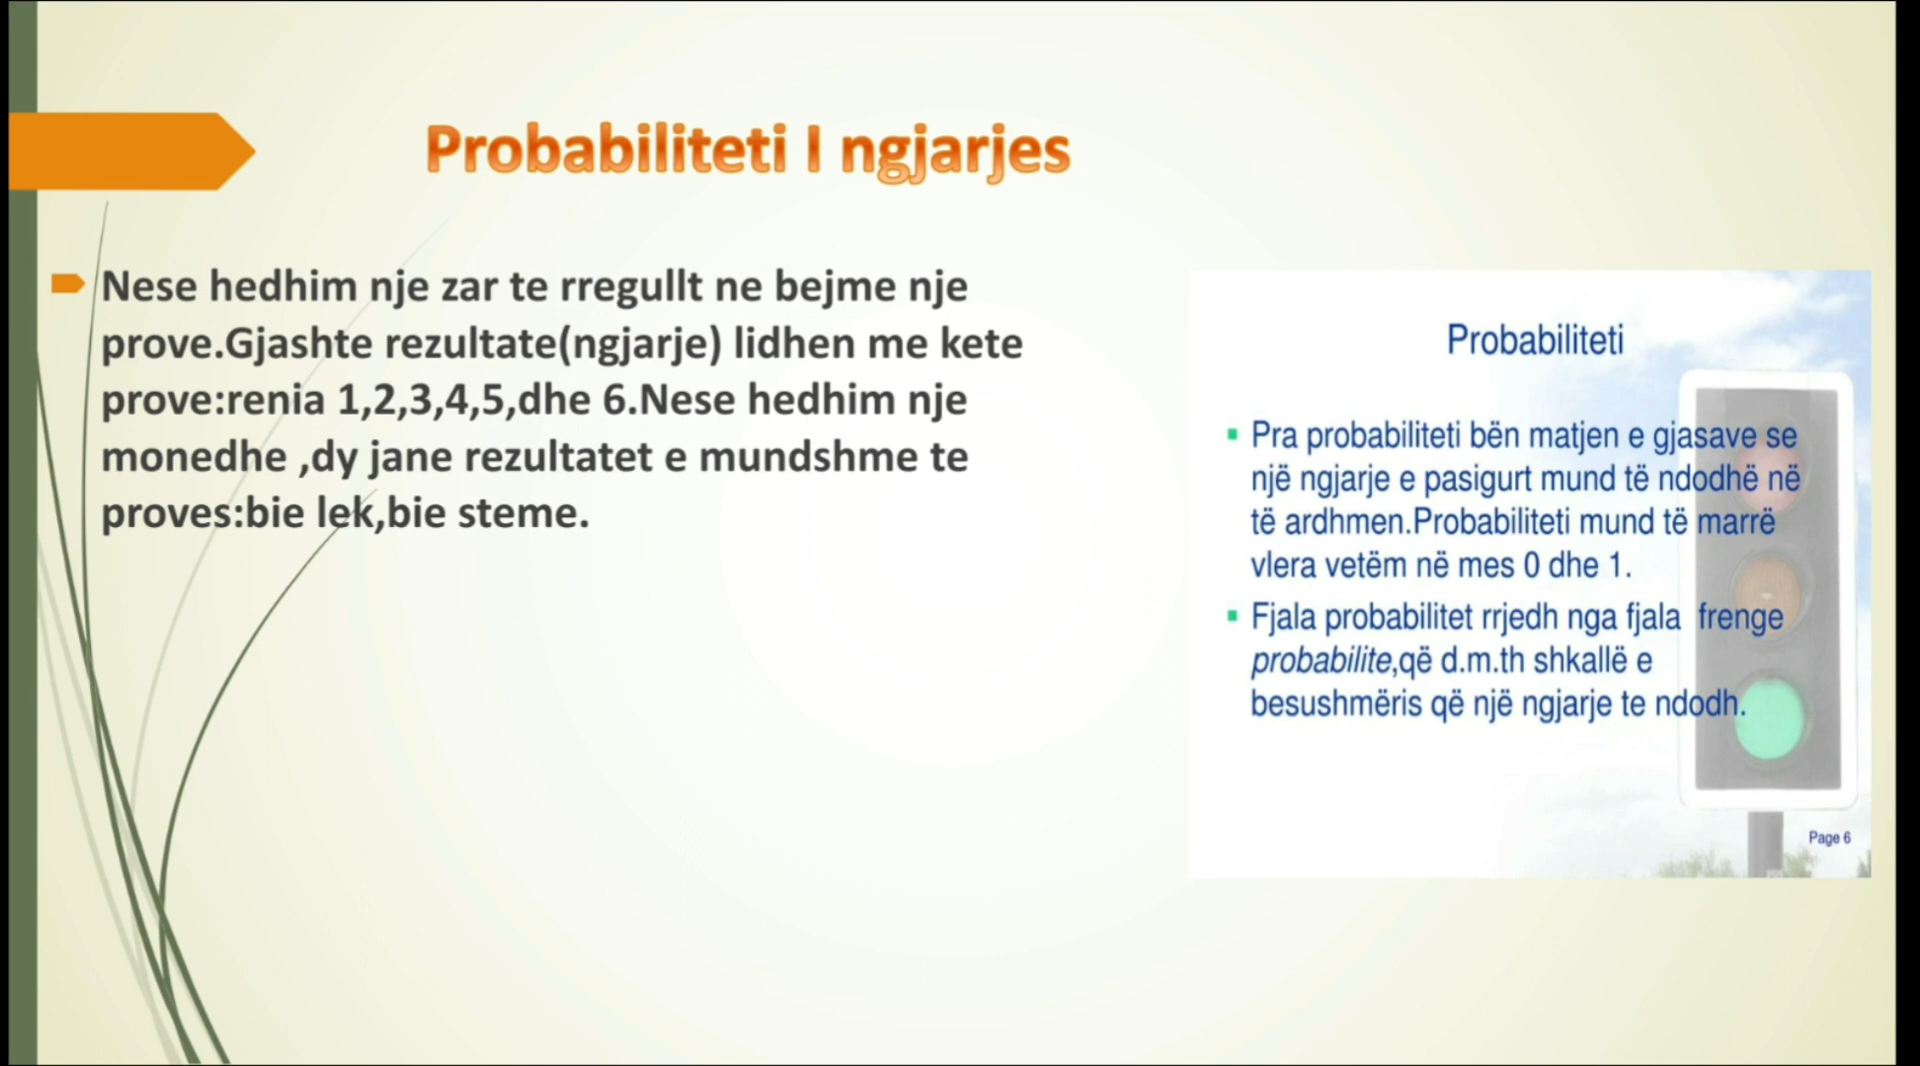 Probabiliteti I ngjarjes
Nese hedhim nje zar te rregullt ne bejme nje
prove.Gjashte rezultate(ngjarje) lidhen me kete
prove:renia 1,2,3,4,5,dhe 6.Nese hedhim nje
monedhe ,dy jane rezultatet e mundshme te
proves:bie lek,bie steme.
Probabiliteti
Pra probabiliteti bën matjen e gjasave se
një ngjarje e pasigurt mund të ndodhë në
të ardhmen.Probabiliteti mund të marrë
vlera vetëm në mes 0 dhe 1.
Fjala probabilitet rrjedh nga fjala frenge
probabilite,që d.m.th shkallë e
besushmëris që një ngjarje te ndodh.
Page 6